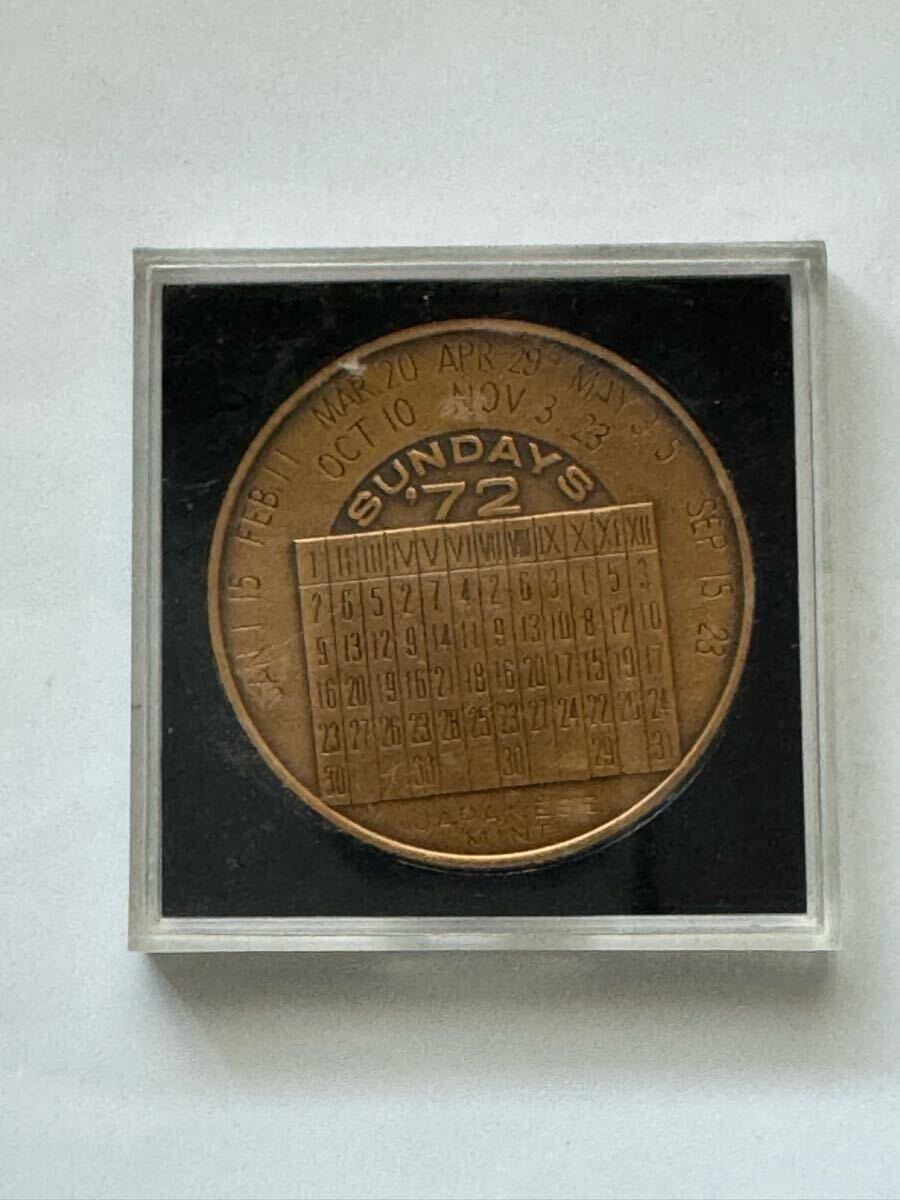 JAN. 1. 15 FEB. 11 MAR. 20 APR. 29 MAY 3. 5
SEP 15 23
OCT 10 NOV 3. 23
SUNDAYS
'72
I II III IV V VI VII VIII IX X XI XII
2 6 5 2 7 4 2 6 3 1 5 3
9 13 12 9 14 11 9 13 10 8 12 10
16 20 19 16 21 18 16 20 17 15 19 17
23 27 26 23 28 25 23 27 24 22 26 24
30 30 30 29 31
JAPANESE
MINT